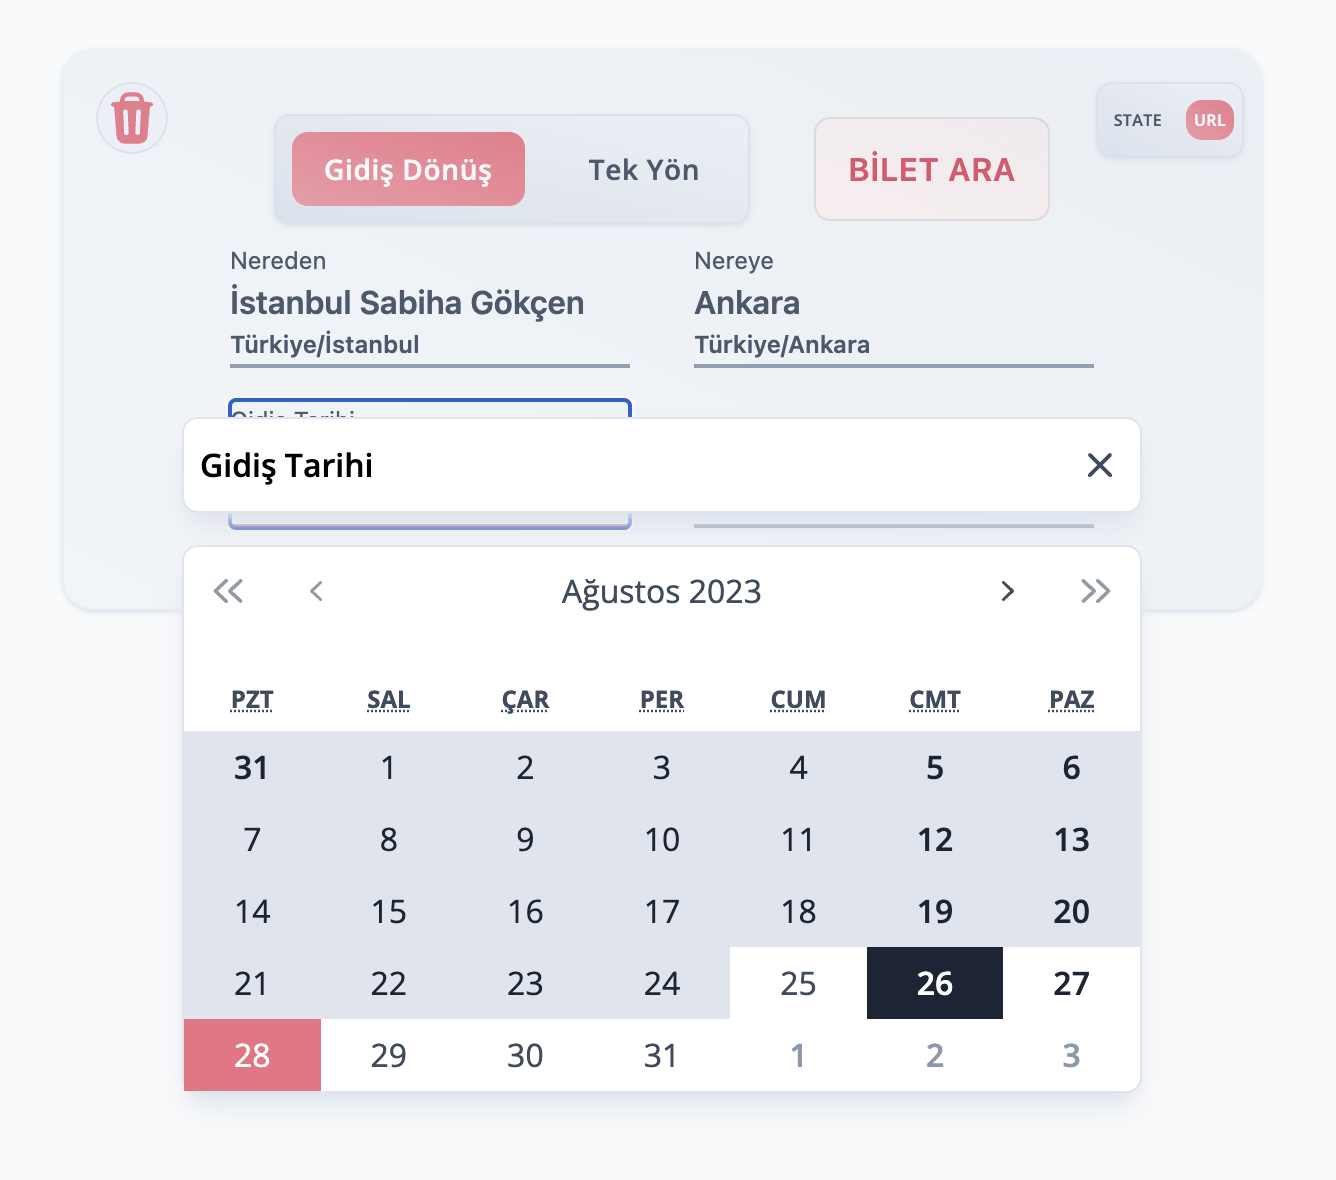 STATE URL
Gidiş Dönüş Tek Yön BİLET ARA
Nereden Nereye
İstanbul Sabiha Gökçen Ankara
Türkiye/İstanbul Türkiye/Ankara
Gidiş Tarihi
Gidiş Tarihi
Ağustos 2023
PZT SAL ÇAR PER CUM CMT PAZ
31 1 2 3 4 5 6
7 8 9 10 11 12 13
14 15 16 17 18 19 20
21 22 23 24 25 26 27
28 29 30 31 1 2 3